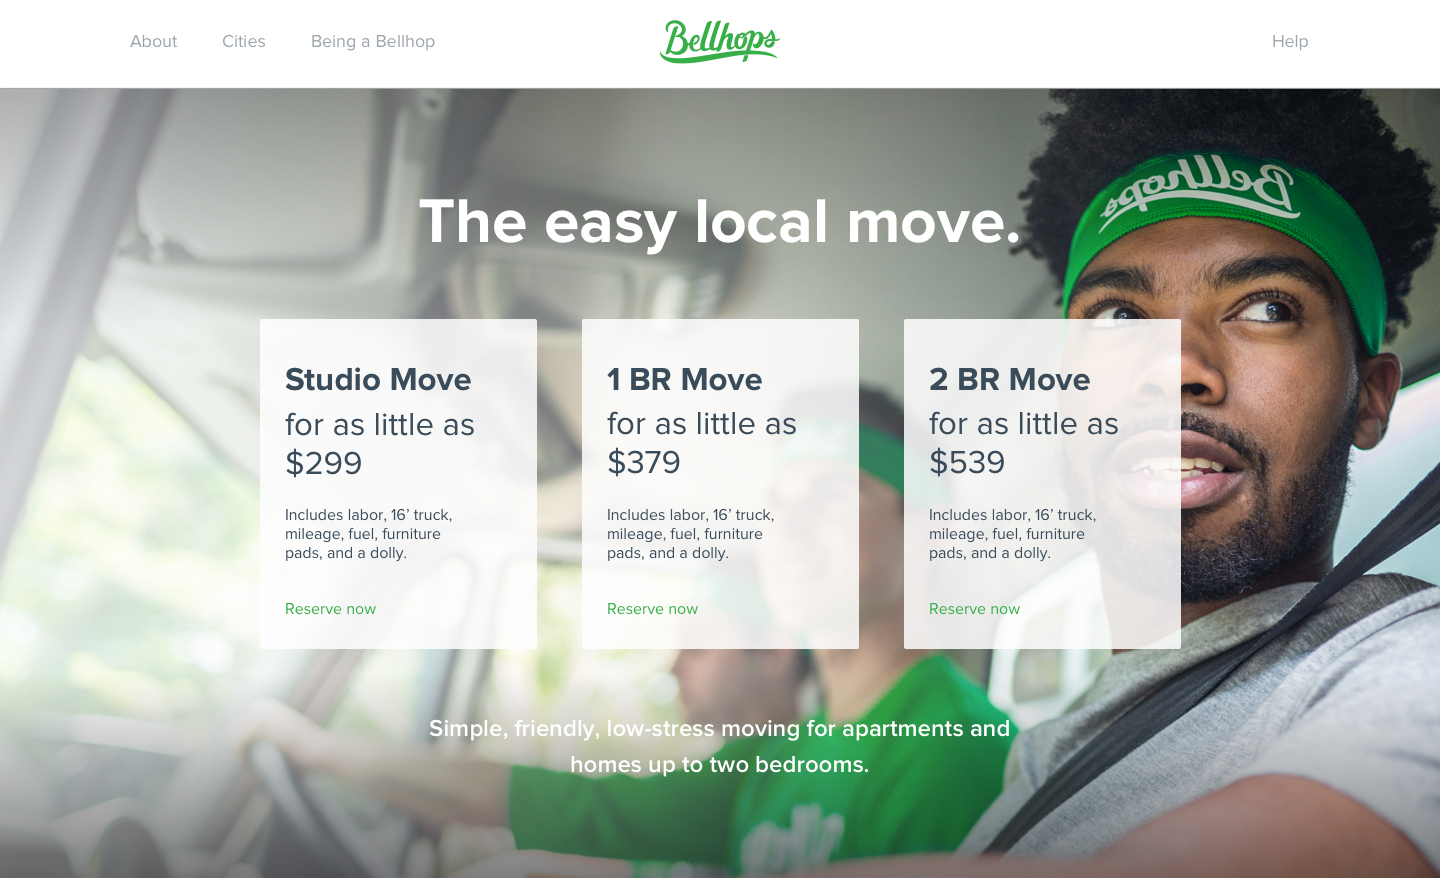 About
Cities
Being a Bellhop
Bellhops
Help
Bellhops
The easy local move.
Studio Move
for as little as
$299
Includes labor, 16’ truck,
mileage, fuel, furniture
pads, and a dolly.
Reserve now
1 BR Move
for as little as
$379
Includes labor, 16’ truck,
mileage, fuel, furniture
pads, and a dolly.
Reserve now
2 BR Move
for as little as
$539
Includes labor, 16’ truck,
mileage, fuel, furniture
pads, and a dolly.
Reserve now
Simple, friendly, low-stress moving for apartments and
homes up to two bedrooms.